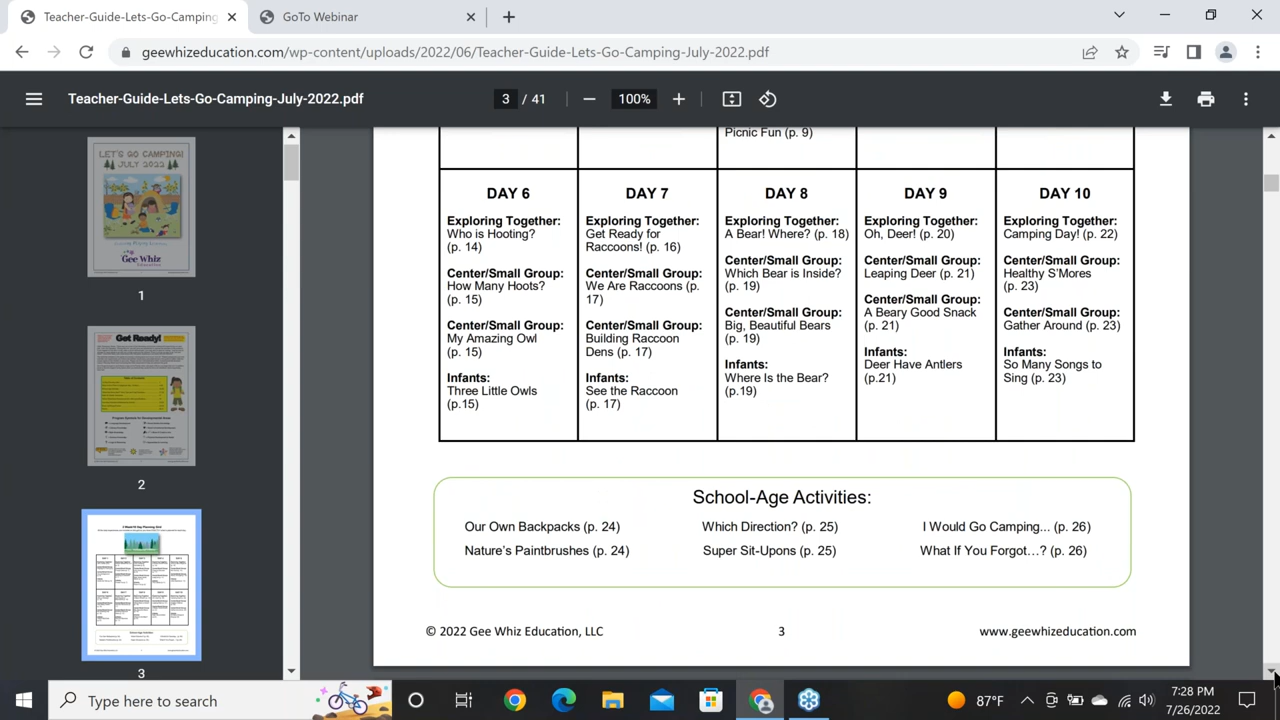 Teacher-Guide-Lets-Go-Camping
GoTo Webinar
geewhizeducation.com/wp-content/uploads/2022/06/Teacher-Guide-Lets-Go-Camping-July-2022.pdf
Teacher-Guide-Lets-Go-Camping-July-2022.pdf
3 / 41
100%
LET'S GO CAMPING!
JULY 2022
Gee Whiz
Education
1
Get Ready!
2
3
Picnic Fun (p. 9)
DAY 6
Exploring Together:
Who is Hooting?
(p. 14)
Center/Small Group:
How Many Hoots?
(p. 15)
Center/Small Group:
My Amazing Owl
(p. 15)
Infants:
Three Little Owls
(p.15)
DAY 7
Exploring Together:
Get Ready for
Raccoons! (p. 16)
Center/Small Group:
We Are Raccoons (p.
17)
Center/Small Group:
Building Raccoon
Dens (p. 17)
Infants:
See the Raccoon
(p. 17)
DAY 8
Exploring Together:
A Bear! Where? (p. 18)
Center/Small Group:
Which Bear is Inside?
(p. 19)
Center/Small Group:
Big, Beautiful Bears
(p. 19)
Infants:
Where Is the Bear?
(p.19)
DAY 9
Exploring Together:
Oh, Deer! (p. 20)
Center/Small Group:
Leaping Deer (p. 21)
Center/Small Group:
A Beary Good Snack
(p. 21)
Infants:
Deer Have Antlers
(p.21)
DAY 10
Exploring Together:
Camping Day! (p. 22)
Center/Small Group:
Healthy S'Mores
(p. 23)
Center/Small Group:
Gather Around (p. 23)
Infants:
So Many Songs to
Sing (p. 23)
School-Age Activities:
Our Own Backpacks (p. 24)
Which Direction? (p. 25)
I Would Go Camping... (p. 26)
Nature's Paintbrushes (p. 24)
Super Sit-Upons (p. 25)
What If You Forgot…? (p. 26)
© 2022 Gee Whiz Education, LLC
3
www.geewhizeducation.com
Type here to search
87°F
7:28 PM
7/26/2022